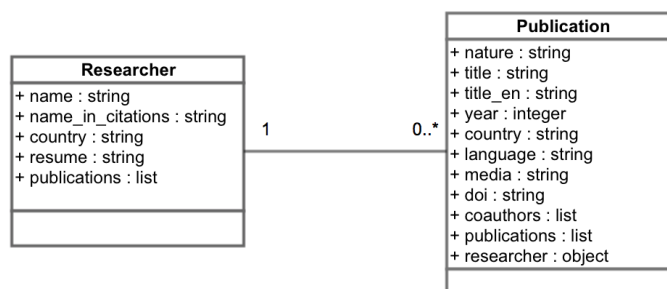 Researcher
+ name : string
+ name_in_citations : string
+ country : string
+ resume : string
+ publications : list
1
0..*
Publication
+ nature : string
+ title : string
+ title_en : string
+ year : integer
+ country : string
+ language : string
+ media : string
+ doi : string
+ coauthors : list
+ publications : list
+ researcher : object